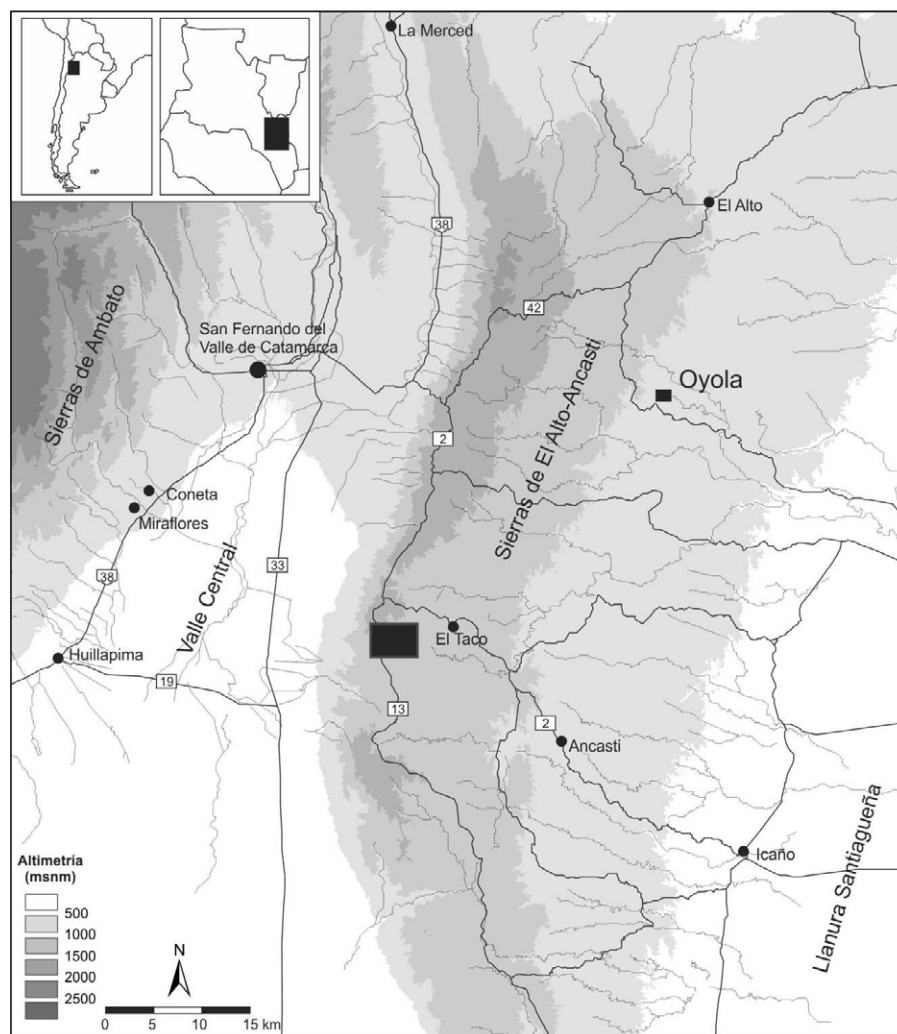 La Merced
El Alto
38
42
San Fernando del
Valle de Catamarca
Sierras de Ambato
Sierras de El Alto-Ancasti
Oyola
2
Coneta
Miraflores
38
Valle Central
33
El Taco
Huillapima
19
13
2
Ancasti
Icaño
Llanura Santiagueña
Altimetría
(msnm)
500
1000
1500
2000
2500
N
0 5 10 15 km